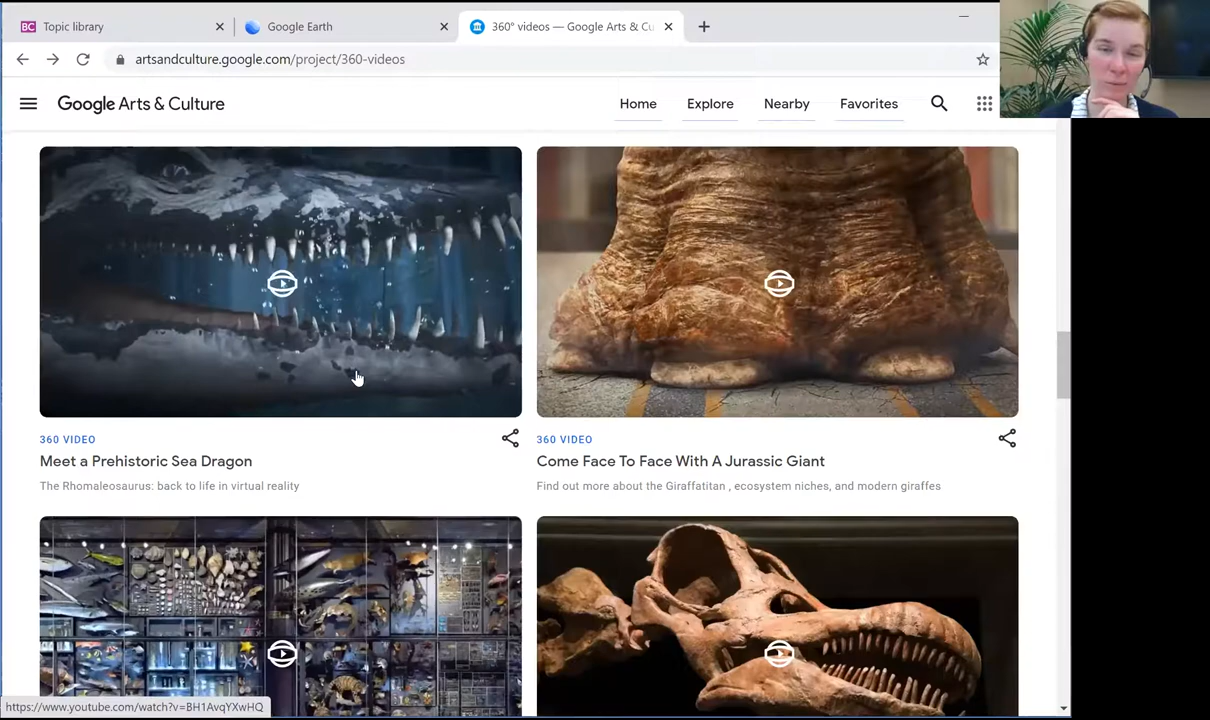 BC Topic library
Google Earth
360° videos — Google Arts & Cu
artsandculture.google.com/project/360-videos
Google Arts & Culture
Home
Explore
Nearby
Favorites
360 VIDEO
Meet a Prehistoric Sea Dragon
The Rhomaleosaurus: back to life in virtual reality
360 VIDEO
Come Face To Face With A Jurassic Giant
Find out more about the Giraffatitan , ecosystem niches, and modern giraffes
https://www.youtube.com/watch?v=BH1AvqYXwHQ